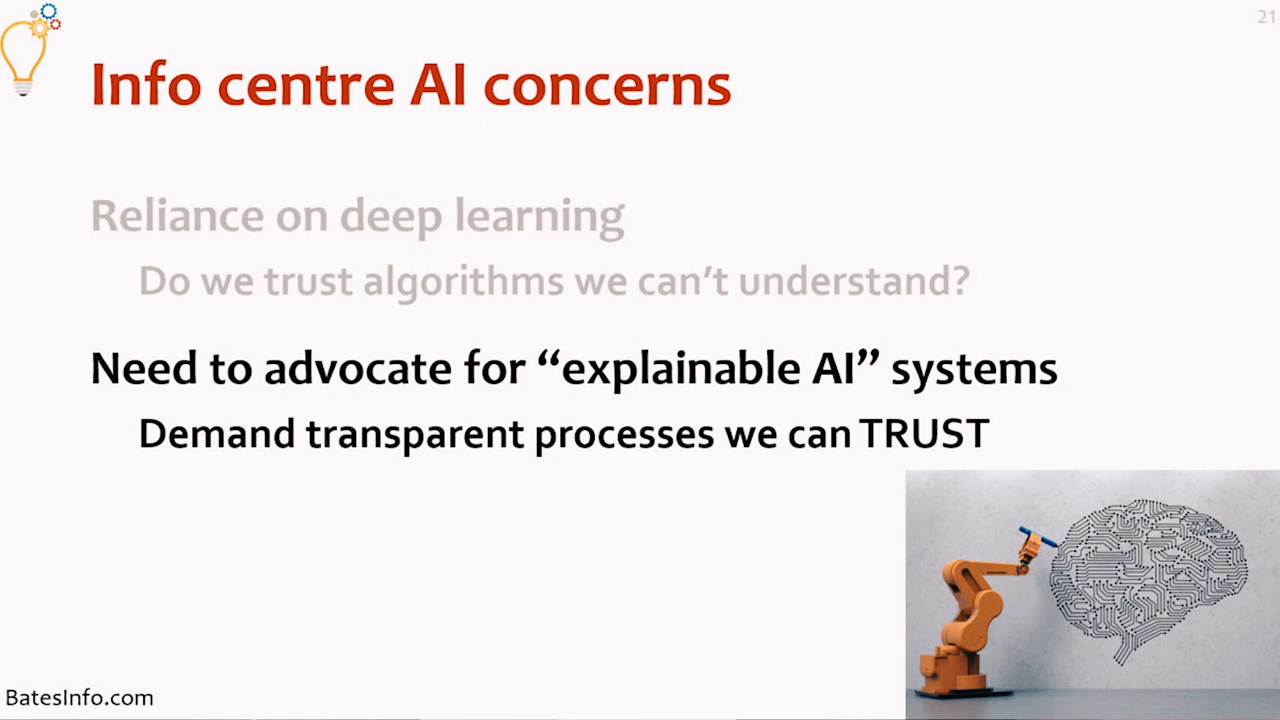 21
Info centre AI concerns
Reliance on deep learning
Do we trust algorithms we can’t understand?
Need to advocate for “explainable AI” systems
Demand transparent processes we can TRUST
BatesInfo.com